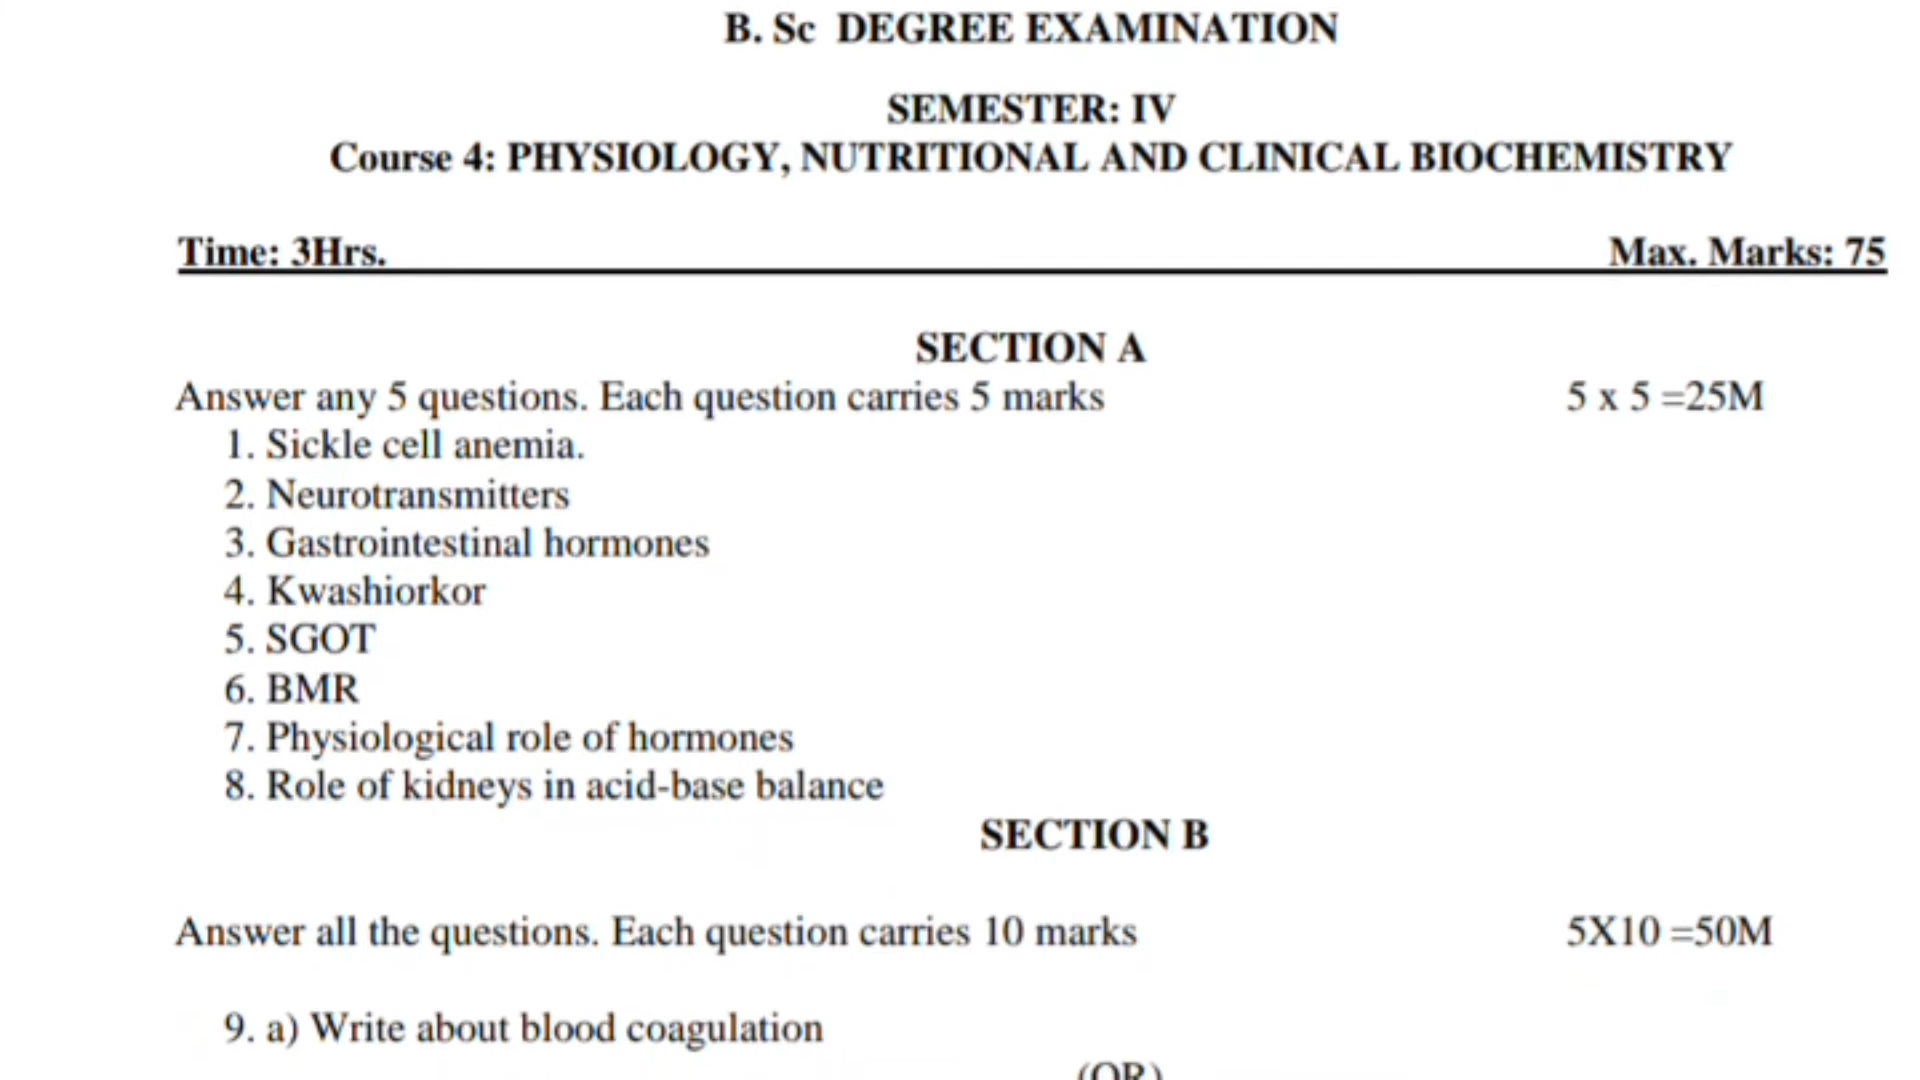 B. Sc DEGREE EXAMINATION
SEMESTER: IV
Course 4: PHYSIOLOGY, NUTRITIONAL AND CLINICAL BIOCHEMISTRY
Time: 3Hrs. Max. Marks: 75
SECTION A
Answer any 5 questions. Each question carries 5 marks 5 x 5 =25M
1. Sickle cell anemia.
2. Neurotransmitters
3. Gastrointestinal hormones
4. Kwashiorkor
5. SGOT
6. BMR
7. Physiological role of hormones
8. Role of kidneys in acid-base balance
SECTION B
Answer all the questions. Each question carries 10 marks 5X10 =50M
9. a) Write about blood coagulation
(OR)